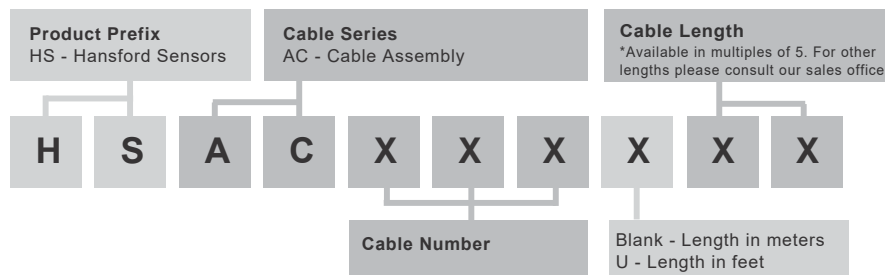 Product Prefix
HS - Hansford Sensors
Cable Series
AC - Cable Assembly
Cable Length
*Available in multiples of 5. For other
lengths please consult our sales office
H S A C X X X X X X
Cable Number
Blank - Length in meters
U - Length in feet